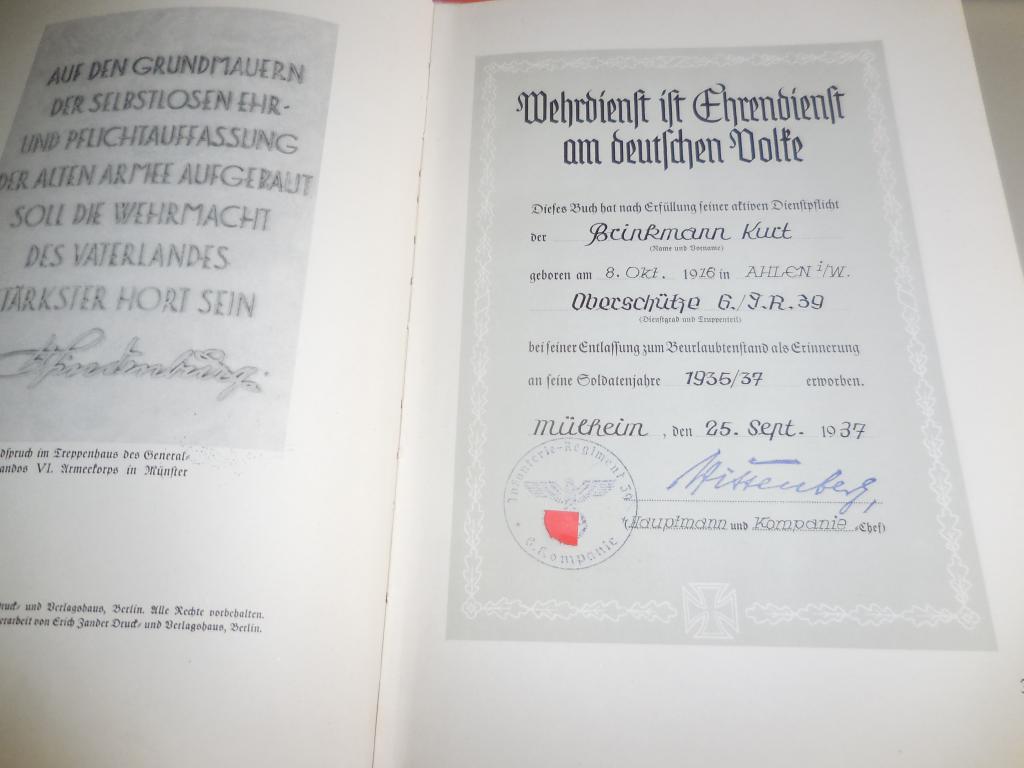 AUF DEN GRUNDMAUERN
DER SELBSTLOSEN EHR-
UND PFLICHTAUFFASSUNG
DER ALTEN ARMEE AUFGEBAUT
SOLL DIE WEHRMACHT
DES VATERLANDES
TÄRKSTER HORT SEIN
dspruch im Treppenhaus des General-
andos VI. Armeekorps in Münster
Druck- und Verlagshaus, Berlin. Alle Rechte vorbehalten.
erarbeit von Erich Zander Druck- und Verlagshaus, Berlin.
Wehrdienst ist Ehrendienst
am deutschen Volke
Dieses Buch hat nach Erfüllung seiner aktiven Dienstpflicht
der Brinkmann Kurt
(Name und Vorname)
geboren am 8. Okt. 1916 in AHLEN i/W.
Oberschütze 6./J.R. 39
(Dienstgrad und Truppenteil)
bei seiner Entlassung zum Beurlaubtenstand als Erinnerung
an seine Soldatenjahre 1935/37 erworben.
Mülheim, den 25. Sept. 1937
Infanterie-Regiment 39
6. Kompanie
Wittenberg,
(Hauptmann und Kompanie-Chef)